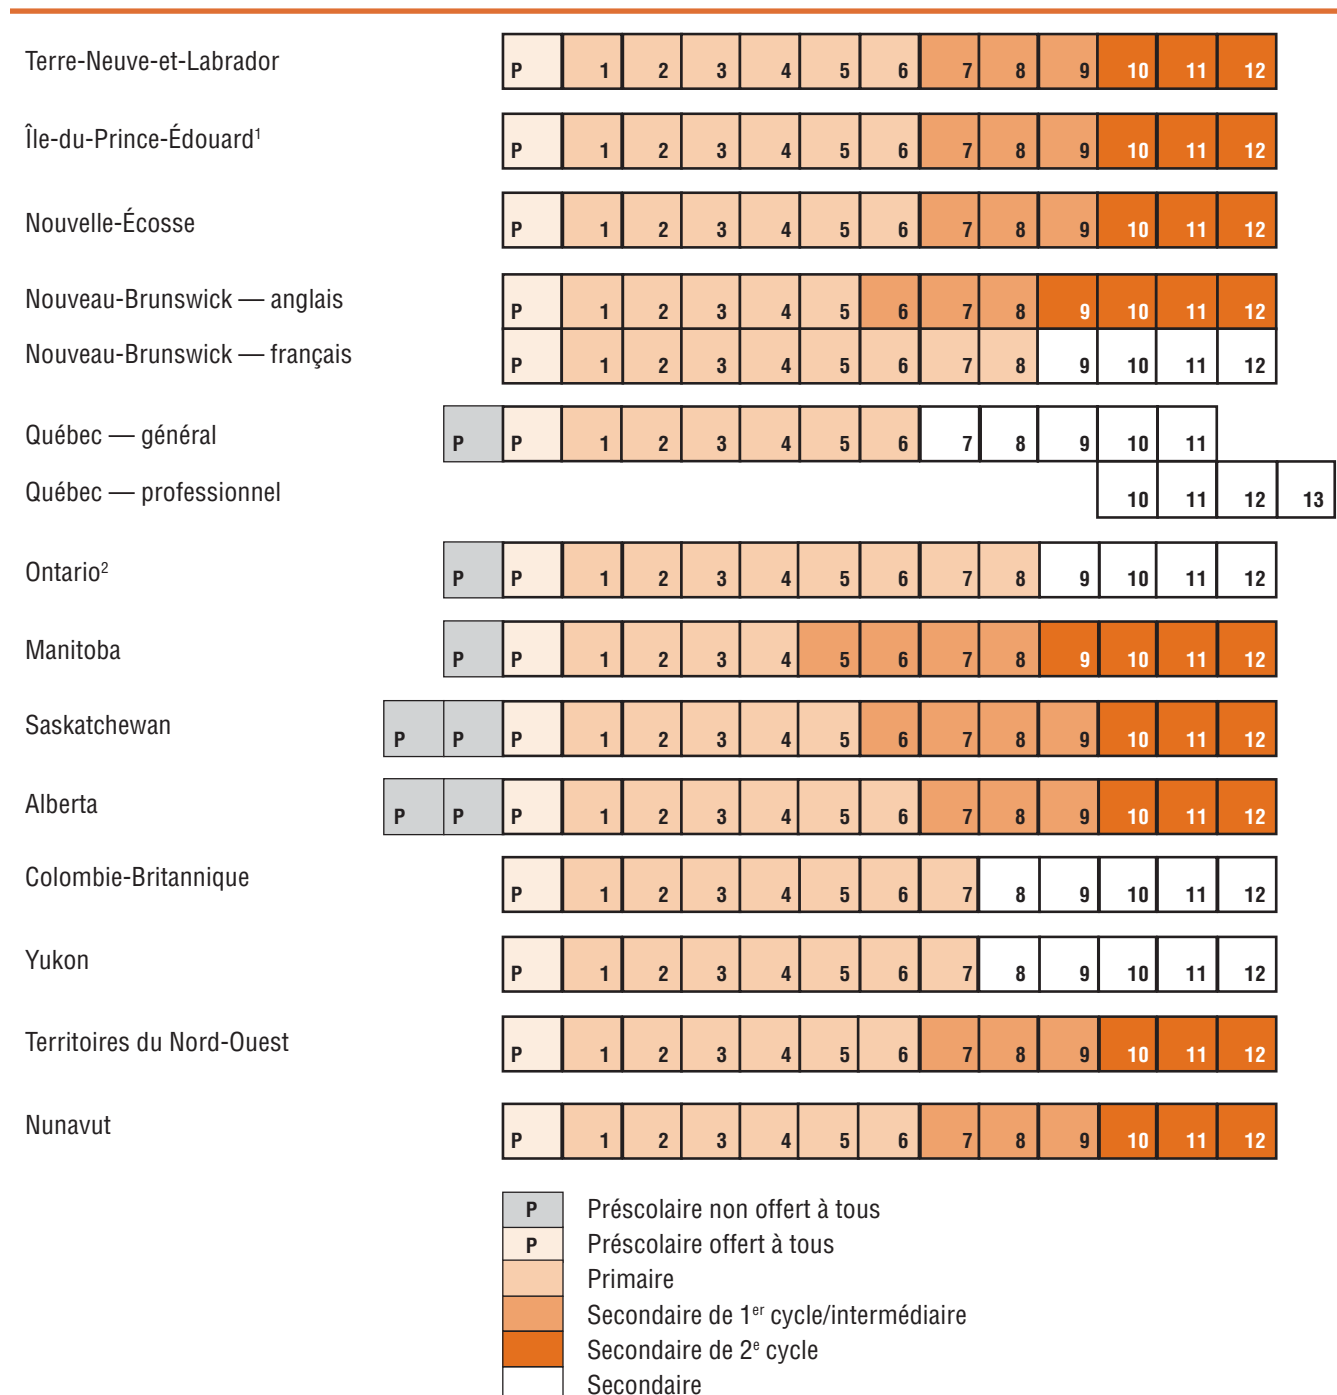 Terre-Neuve-et-Labrador P 1 2 3 4 5 6 7 8 9 10 11 12
Île-du-Prince-Édouard¹ P 1 2 3 4 5 6 7 8 9 10 11 12
Nouvelle-Écosse P 1 2 3 4 5 6 7 8 9 10 11 12
Nouveau-Brunswick — anglais P 1 2 3 4 5 6 7 8 9 10 11 12
Nouveau-Brunswick — français P 1 2 3 4 5 6 7 8 9 10 11 12
Québec — général P P 1 2 3 4 5 6 7 8 9 10 11
Québec — professionnel 10 11 12 13
Ontario² P P 1 2 3 4 5 6 7 8 9 10 11 12
Manitoba P P 1 2 3 4 5 6 7 8 9 10 11 12
Saskatchewan P P P 1 2 3 4 5 6 7 8 9 10 11 12
Alberta P P P 1 2 3 4 5 6 7 8 9 10 11 12
Colombie-Britannique P 1 2 3 4 5 6 7 8 9 10 11 12
Yukon P 1 2 3 4 5 6 7 8 9 10 11 12
Territoires du Nord-Ouest P 1 2 3 4 5 6 7 8 9 10 11 12
Nunavut P 1 2 3 4 5 6 7 8 9 10 11 12
P Préscolaire non offert à tous
P Préscolaire offert à tous
Primaire
Secondaire de 1er cycle/intermédiaire
Secondaire de 2e cycle
Secondaire